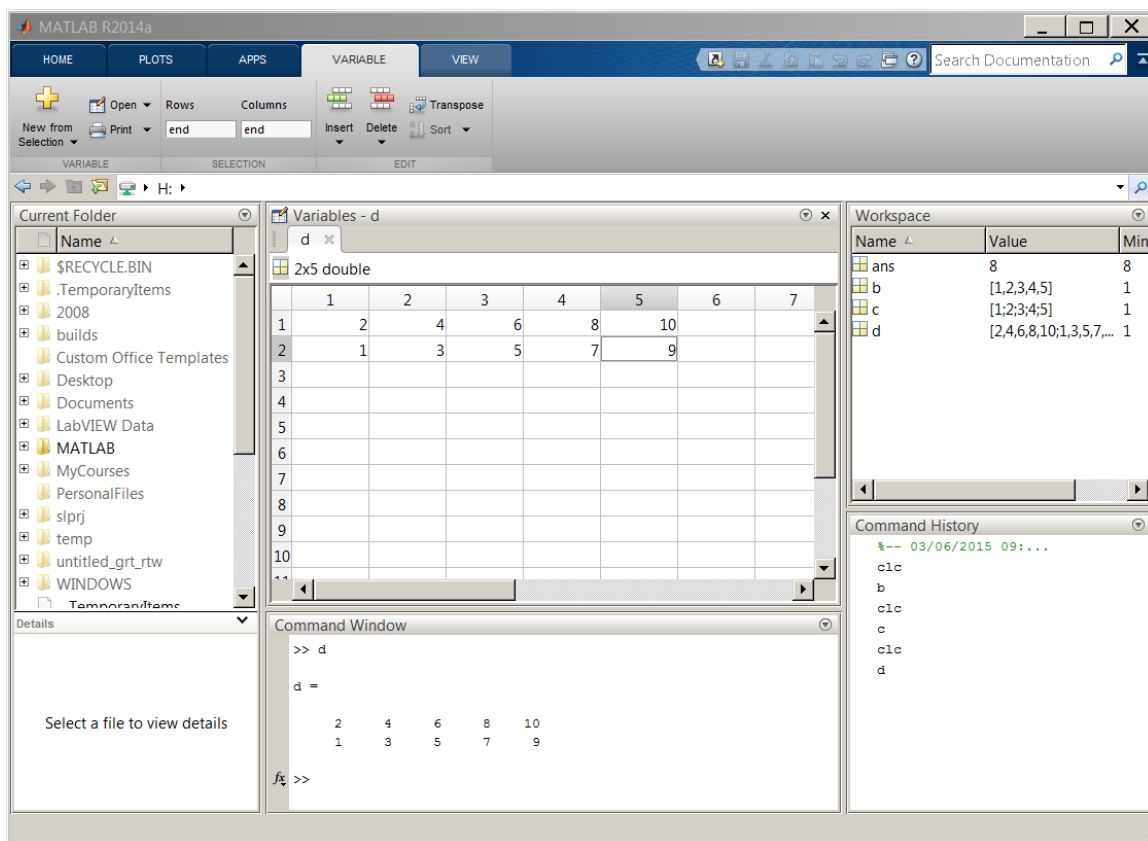 MATLAB R2014a
HOME PLOTS APPS VARIABLE VIEW Search Documentation
New from Selection
Open
Print
Rows Columns
end end
Insert Delete
Transpose
Sort
VARIABLE SELECTION EDIT
H:
Current Folder
Name
$RECYCLE.BIN
.TemporaryItems
2008
builds
Custom Office Templates
Desktop
Documents
LabVIEW Data
MATLAB
MyCourses
PersonalFiles
slprj
temp
untitled_grt_rtw
WINDOWS
._TemporaryItems
Details
Select a file to view details
Variables - d
d
2x5 double
1 2 3 4 5 6 7
1 2 4 6 8 10
2 1 3 5 7 9
3
4
5
6
7
8
9
10
11
Command Window
>> d
d =
2 4 6 8 10
1 3 5 7 9
fx >>
Workspace
Name Value Min
ans 8 8
b [1,2,3,4,5] 1
c [1;2;3;4;5] 1
d [2,4,6,8,10;1,3,5,7,... 1
Command History
%-- 03/06/2015 09:...
clc
b
clc
c
clc
d